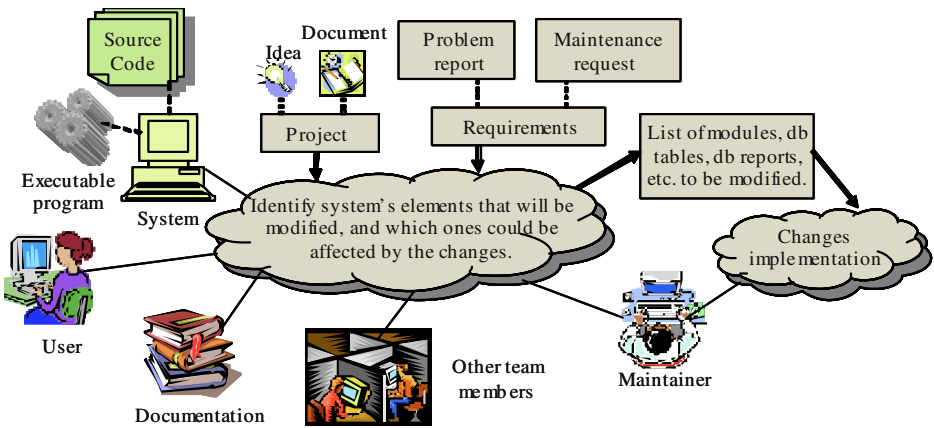 Source
Code
Idea
Document
Problem
report
Maintenance
request
Project
Requirements
List of modules, db
tables, db reports,
etc. to be modified.
Executable
program
System
Identify system's elements that will be
modified, and which ones could be
affected by the changes.
Changes
implementation
User
Documentation
Other team
members
Maintainer